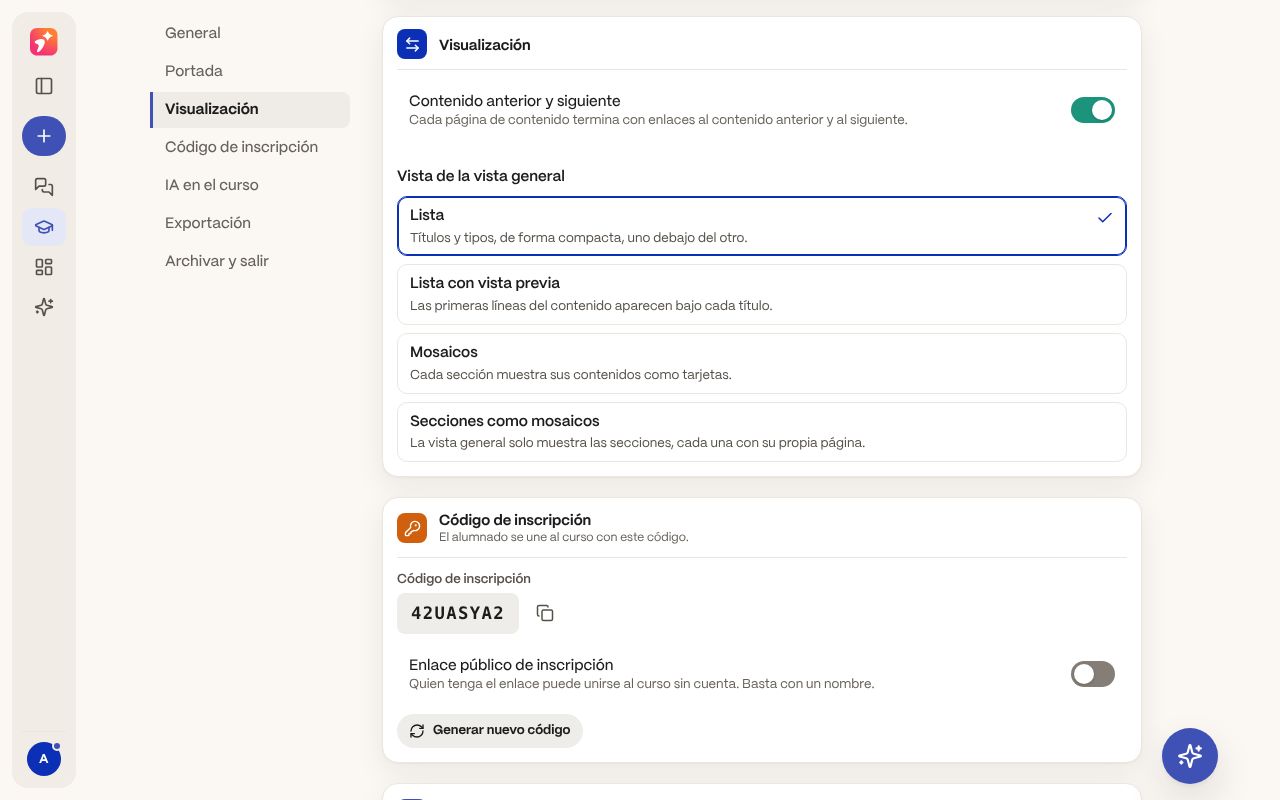 General
Portada
Visualización
Código de inscripción
IA en el curso
Exportación
Archivar y salir
Visualización
Contenido anterior y siguiente
Cada página de contenido termina con enlaces al contenido anterior y al siguiente.
Vista de la vista general
Lista
Títulos y tipos, de forma compacta, uno debajo del otro.
Lista con vista previa
Las primeras líneas del contenido aparecen bajo cada título.
Mosaicos
Cada sección muestra sus contenidos como tarjetas.
Secciones como mosaicos
La vista general solo muestra las secciones, cada una con su propia página.
Código de inscripción
El alumnado se une al curso con este código.
Código de inscripción
42UASYA2
Enlace público de inscripción
Quien tenga el enlace puede unirse al curso sin cuenta. Basta con un nombre.
Generar nuevo código
A